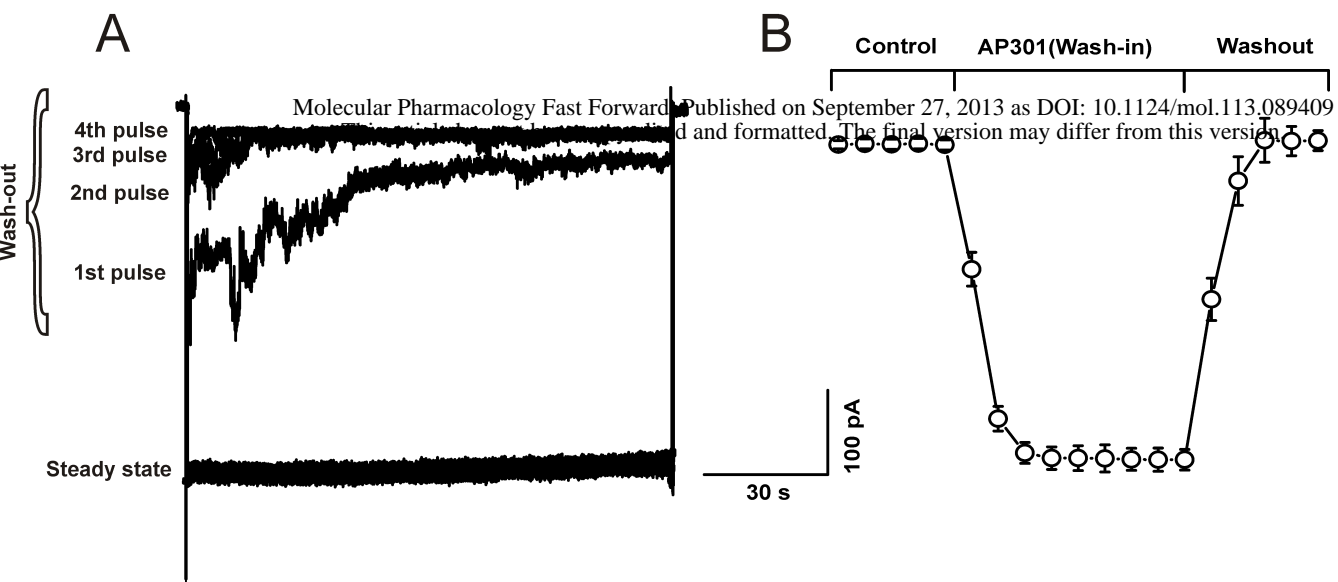 A
B
Control
AP301(Wash-in)
Washout
Molecular Pharmacology Fast Forward. Published on September 27, 2013 as DOI: 10.1124/mol.113.089409
and formatted. The final version may differ from this version.
Wash-out
4th pulse
3rd pulse
2nd pulse
1st pulse
Steady state
100 pA
30 s